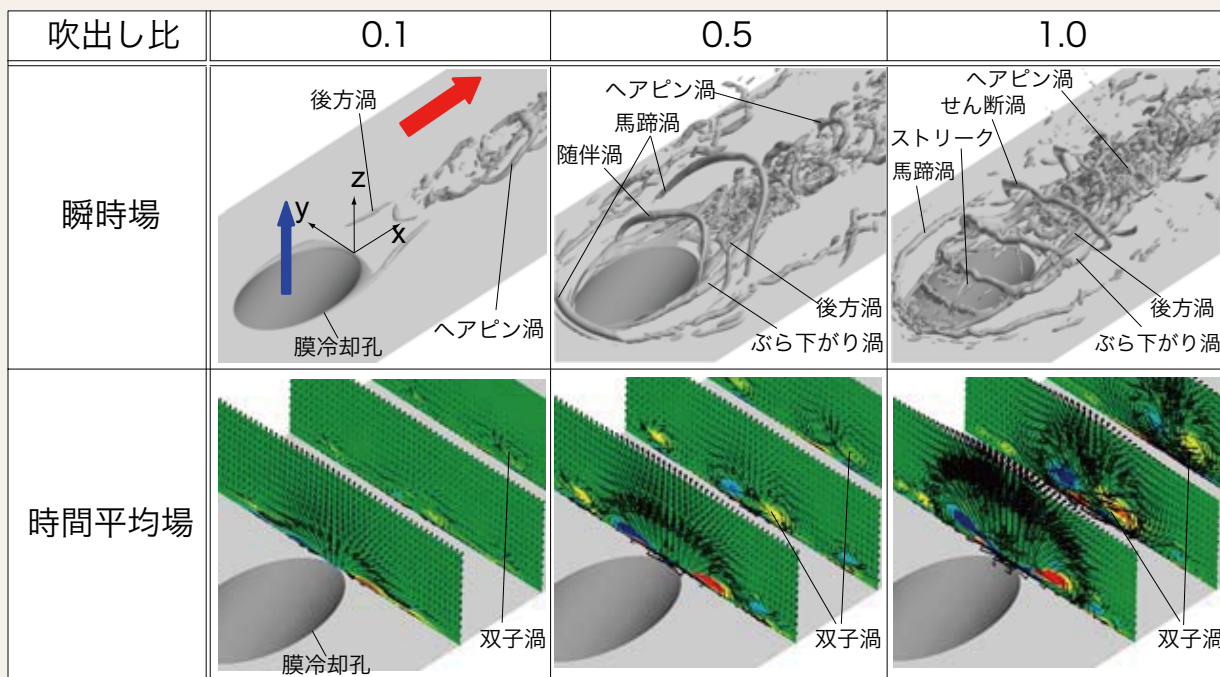 吹出し比
0.1
0.5
1.0
瞬時場
後方渦
z
y
x
ヘアピン渦
膜冷却孔
ヘアピン渦
馬蹄渦
随伴渦
後方渦
ぶら下がり渦
ヘアピン渦
せん断渦
ストリーク
馬蹄渦
後方渦
ぶら下がり渦
時間平均場
双子渦
膜冷却孔
双子渦
双子渦